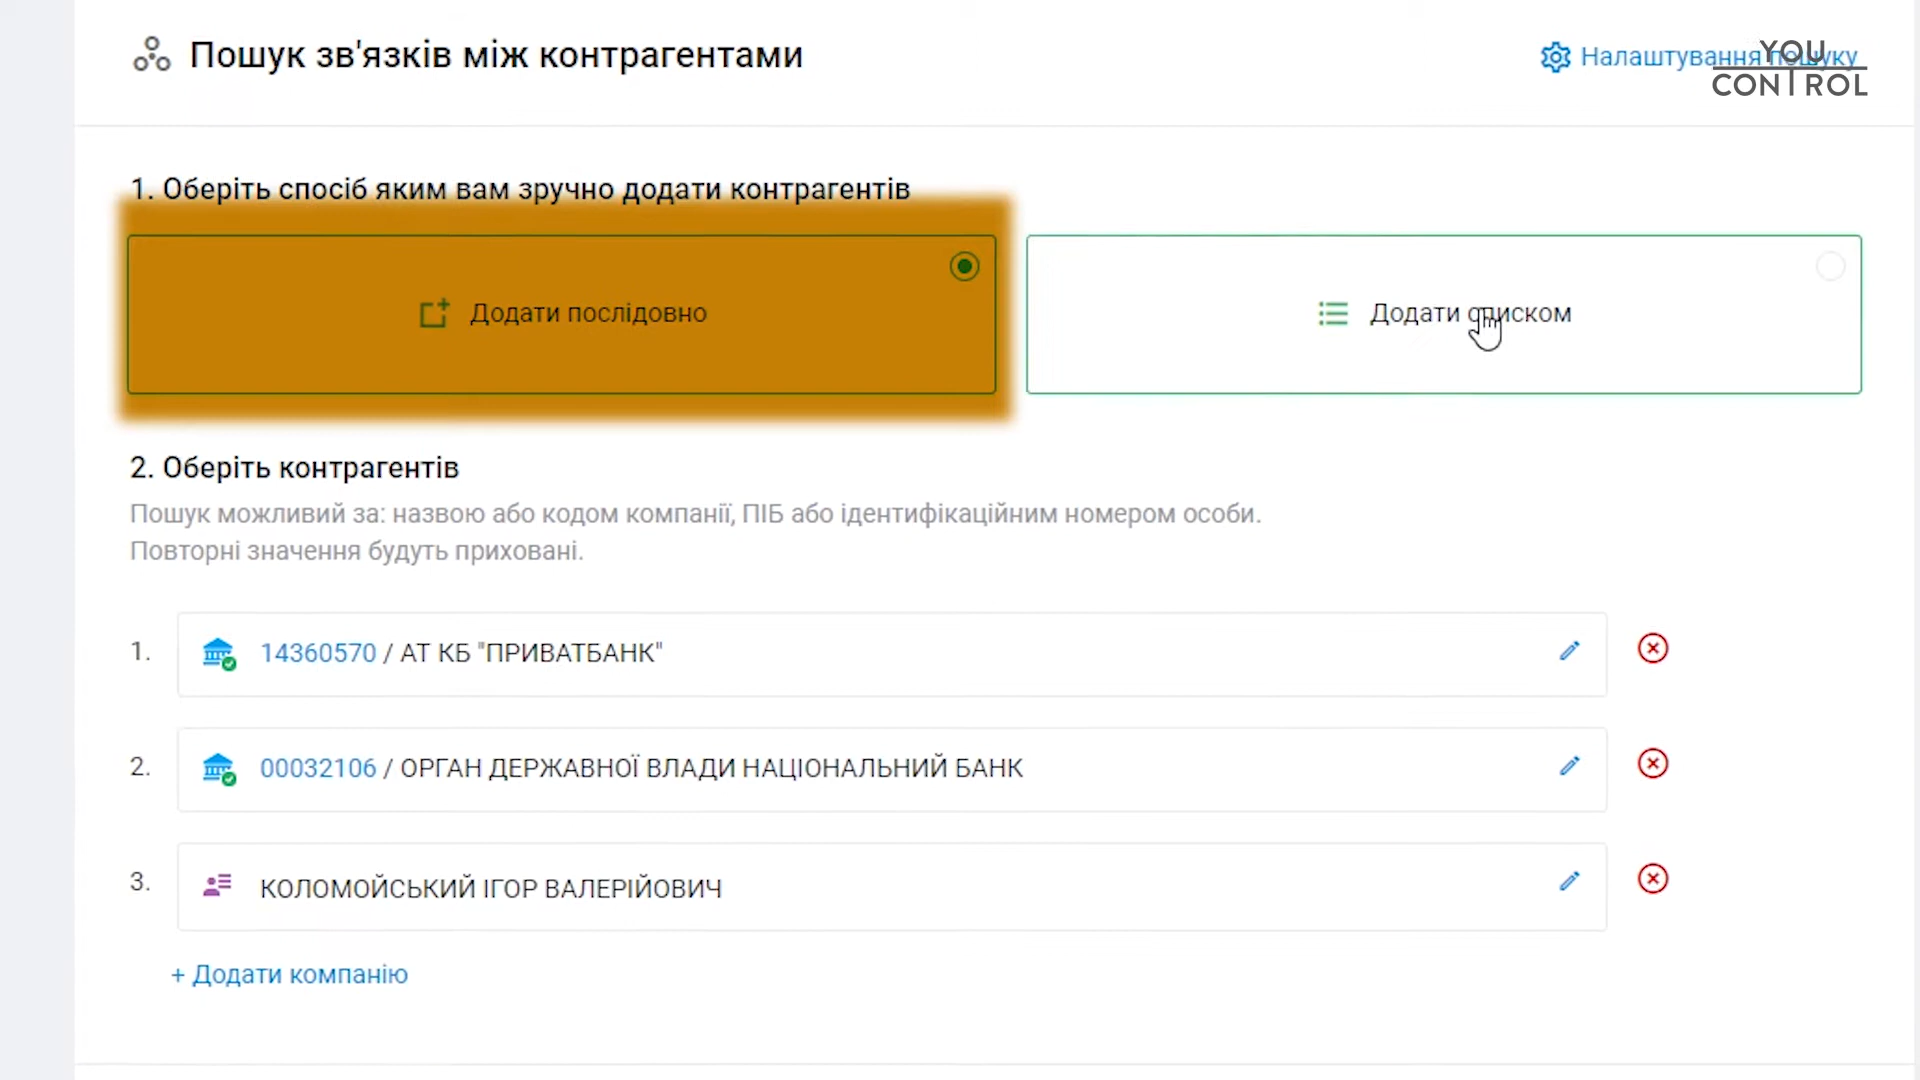 Пошук зв'язків між контрагентами
Налаштування пошуку
YOU
CONTROL
1. Оберіть спосіб яким вам зручно додати контрагентів
Додати послідовно
Додати списком
2. Оберіть контрагентів
Пошук можливий за: назвою або кодом компанії, ПІБ або ідентифікаційним номером особи.
Повторні значення будуть приховані.
1. 14360570 / АТ КБ "ПРИВАТБАНК"
2. 00032106 / ОРГАН ДЕРЖАВНОЇ ВЛАДИ НАЦІОНАЛЬНИЙ БАНК
3. КОЛОМОЙСЬКИЙ ІГОР ВАЛЕРІЙОВИЧ
+ Додати компанію